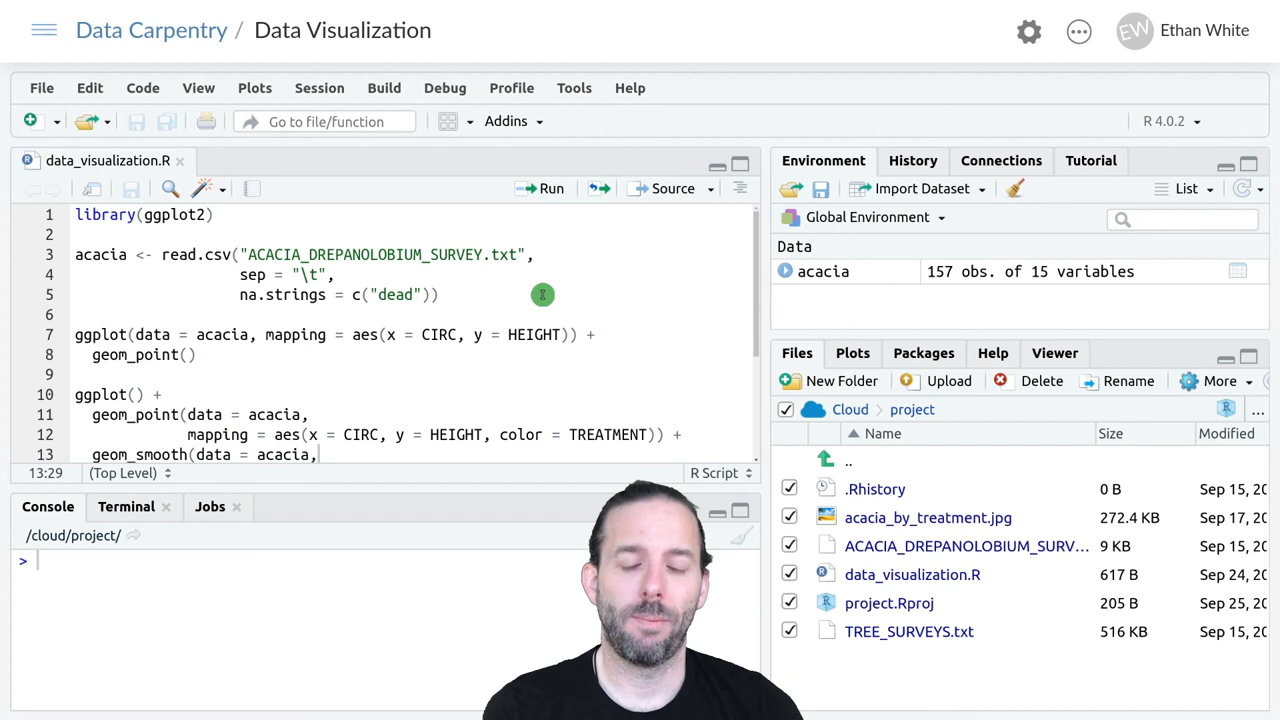 Data Carpentry / Data Visualization
EW Ethan White
File Edit Code View Plots Session Build Debug Profile Tools Help
Go to file/function
Addins
R 4.0.2
data_visualization.R
Run
Source
1 library(ggplot2)
2
3 acacia <- read.csv("ACACIA_DREPANOLOBIUM_SURVEY.txt",
4 sep = "\t",
5 na.strings = c("dead"))
6
7 ggplot(data = acacia, mapping = aes(x = CIRC, y = HEIGHT)) +
8 geom_point()
9
10 ggplot() +
11 geom_point(data = acacia,
12 mapping = aes(x = CIRC, y = HEIGHT, color = TREATMENT)) +
13 geom_smooth(data = acacia,
13:29 (Top Level) R Script
Console Terminal Jobs
/cloud/project/
>
Environment History Connections Tutorial
Import Dataset List
Global Environment
Data
acacia 157 obs. of 15 variables
Files Plots Packages Help Viewer
New Folder Upload Delete Rename More
Cloud project ...
Name Size Modified
..
.Rhistory 0 B Sep 15, 20
acacia_by_treatment.jpg 272.4 KB Sep 17, 20
ACACIA_DREPANOLOBIUM_SURV... 9 KB Sep 15, 20
data_visualization.R 617 B Sep 24, 20
project.Rproj 205 B Sep 25, 20
TREE_SURVEYS.txt 516 KB Sep 15, 20